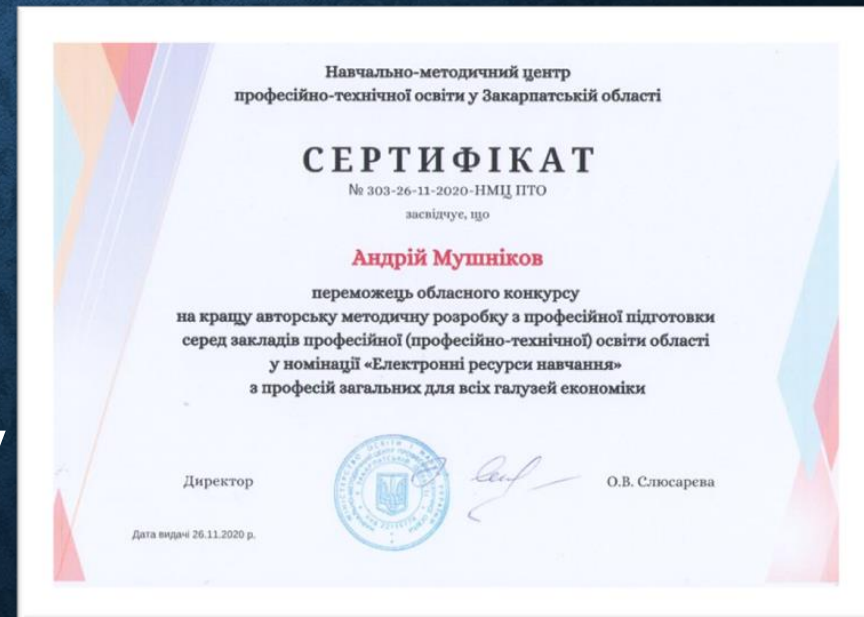 Навчально-методичний центр
професійно-технічної освіти у Закарпатській області
СЕРТИФІКАТ
№ 303-26-11-2020-НМЦ ПТО
засвідчує, що
Андрій Мушніков
переможець обласного конкурсу
на кращу авторську методичну розробку з професійної підготовки
серед закладів професійної (професійно-технічної) освіти області
у номінації «Електронні ресурси навчання»
з професій загальних для всіх галузей економіки
Директор
О.В. Слюсарева
Дата видачі 26.11.2020 р.